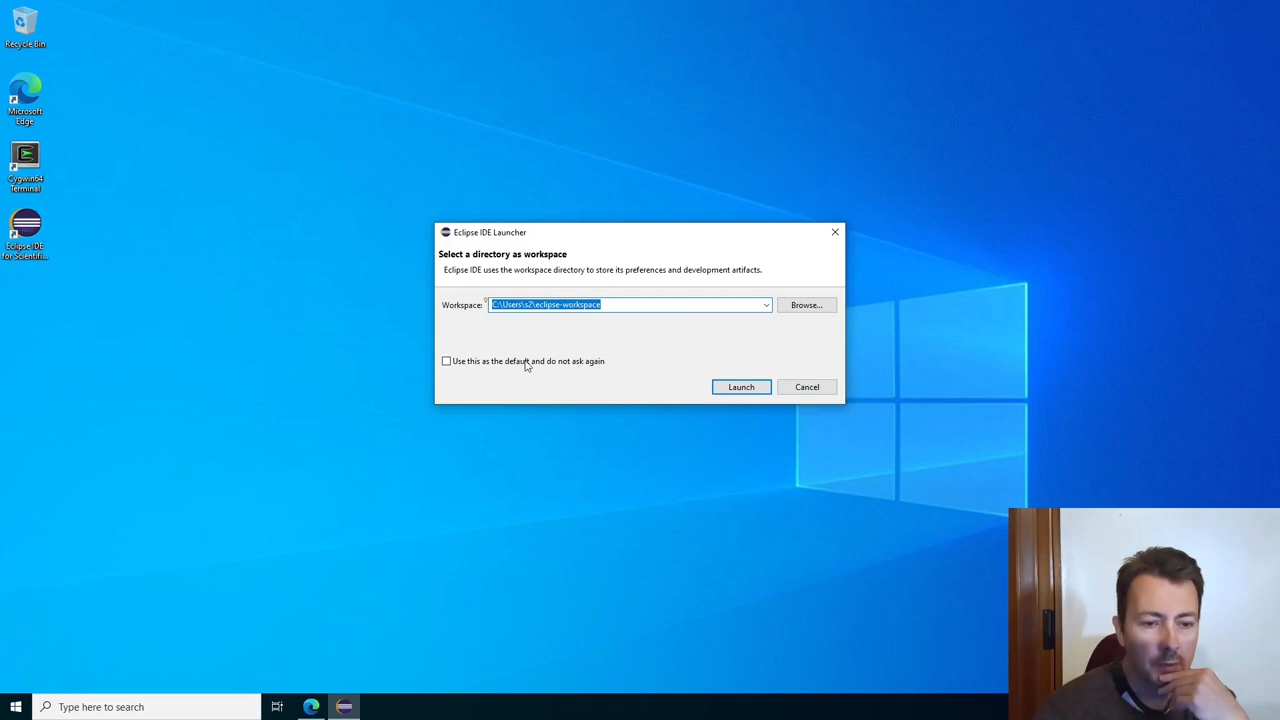 Recycle Bin
Microsoft
Edge
Cygwin64
Terminal
Eclipse IDE
for Scientifi...
Eclipse IDE Launcher
Select a directory as workspace
Eclipse IDE uses the workspace directory to store its preferences and development artifacts.
Workspace: C:\Users\s2\eclipse-workspace Browse...
Use this as the default and do not ask again
Launch Cancel
Type here to search